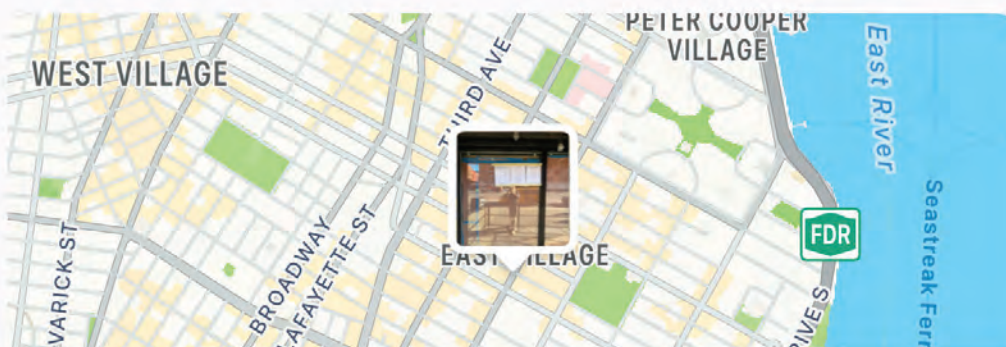 PETER COOPER
VILLAGE
WEST VILLAGE
East River
THIRD AVE
Seastreak Ferr
FDR
EAST VILLAGE
BROADWAY
LAFAYETTE ST
VARICK ST
RIVE S